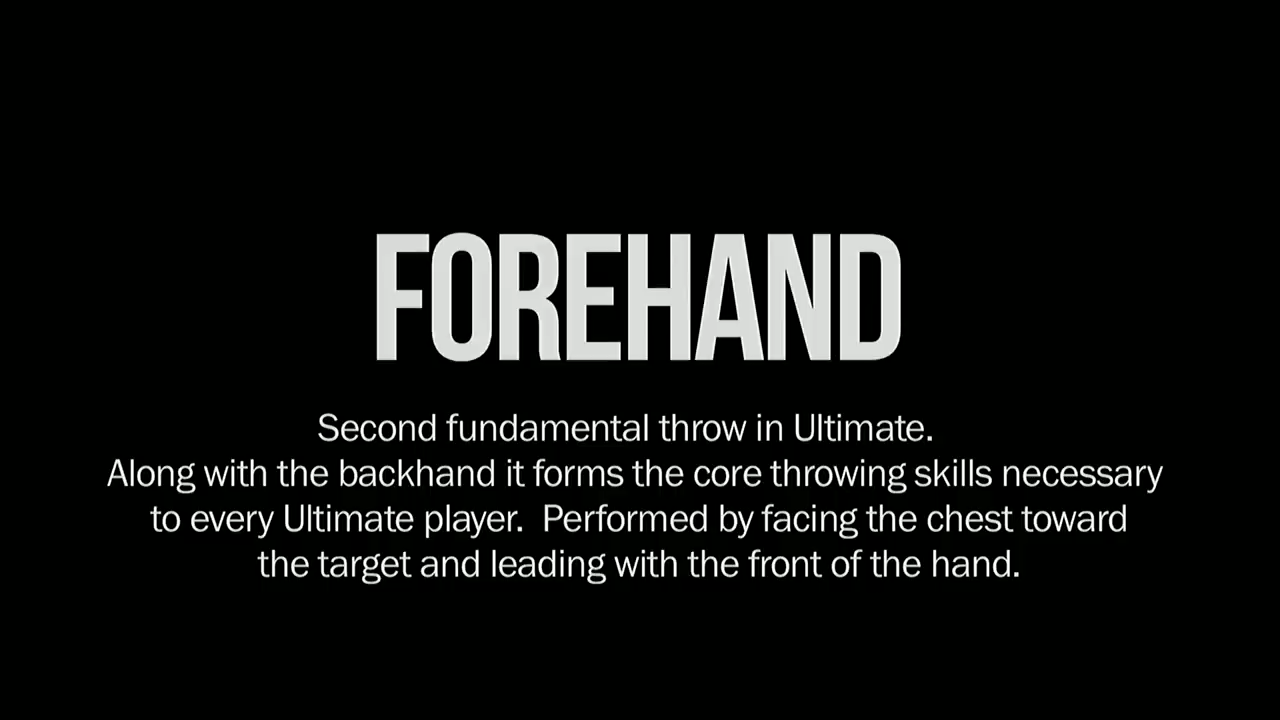 FOREHAND
Second fundamental throw in Ultimate.
Along with the backhand it forms the core throwing skills necessary
to every Ultimate player.  Performed by facing the chest toward
the target and leading with the front of the hand.